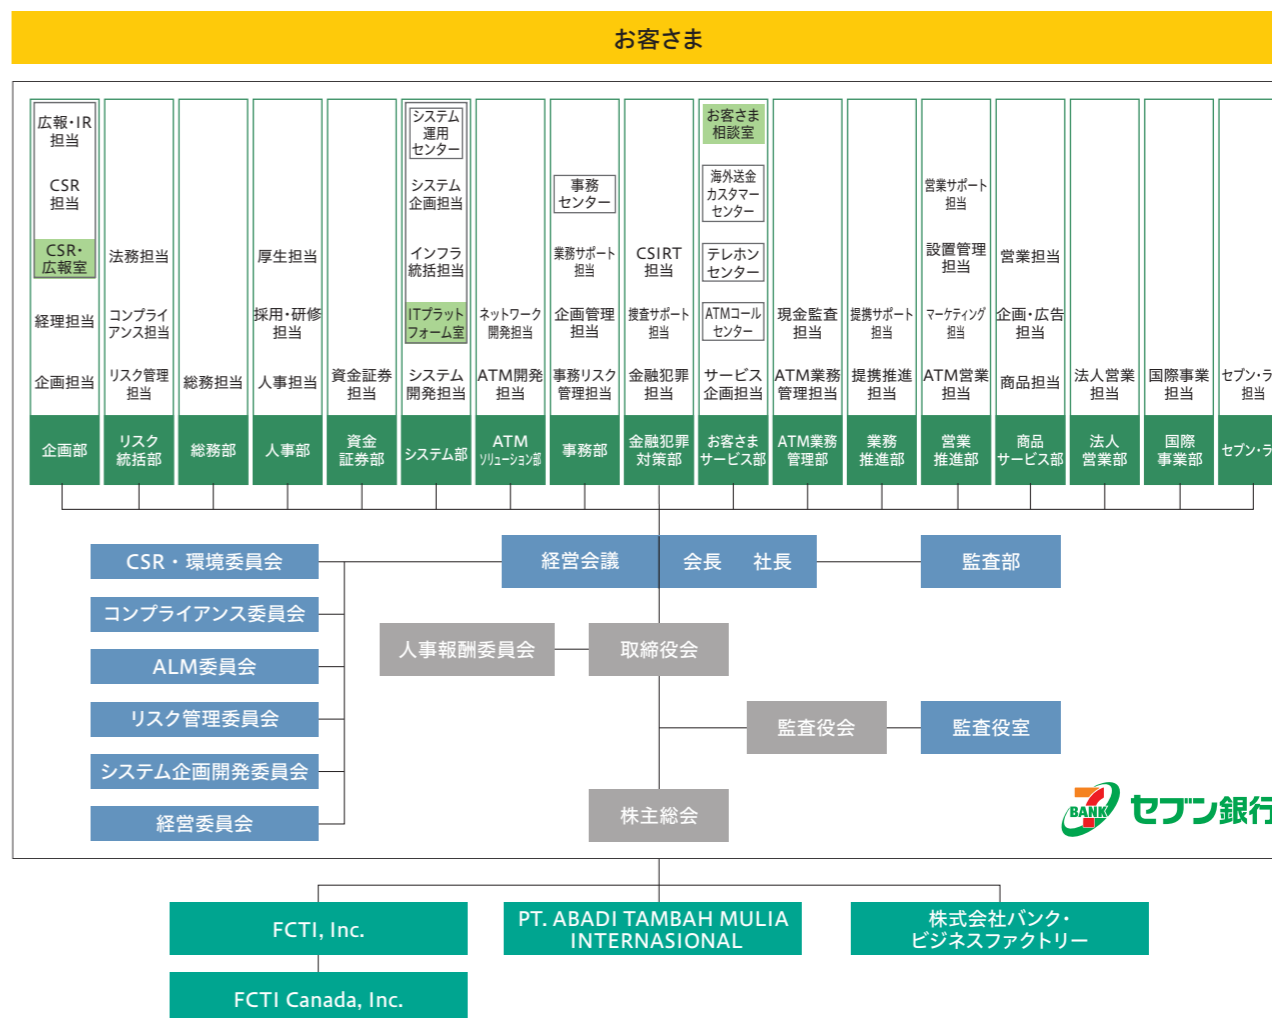 お客さま
広報・IR
担当
CSR
担当
CSR・
広報室
経理担当
企画担当
企画部
法務担当
コンプライ
アンス担当
リスク管理
担当
リスク
統括部
総務担当
総務部
厚生担当
採用・研修
担当
人事担当
人事部
資金証券
担当
資金
証券部
システム
運用
センター
システム
企画担当
インフラ
統括担当
ITプラット
フォーム室
システム
開発担当
システム部
ネットワーク
開発担当
ATM開発
担当
ATM
ソリューション部
事務
センター
業務サポート
担当
企画管理
担当
事務リスク
管理担当
事務部
CSIRT
担当
捜査サポート
担当
金融犯罪
担当
金融犯罪
対策部
お客さま
相談室
海外送金
カスタマー
センター
テレホン
センター
ATMコール
センター
サービス
企画担当
お客さま
サービス部
現金監査
担当
ATM業務
管理担当
ATM業務
管理部
提携サポート
担当
提携推進
担当
業務
推進部
営業サポート
担当
設置管理
担当
マーケティング
担当
ATM営業
担当
営業
推進部
営業担当
企画・広告
担当
商品担当
商品
サービス部
法人営業
担当
法人
営業部
国際事業
担当
国際
事業部
セブン・ラ
担当
セブン・ラ
経営会議
会長 社長
監査部
CSR・環境委員会
コンプライアンス委員会
ALM委員会
リスク管理委員会
システム企画開発委員会
経営委員会
人事報酬委員会
取締役会
監査役会
監査役室
株主総会
7
BANK
セブン銀行
FCTI, Inc.
FCTI Canada, Inc.
PT. ABADI TAMBAH MULIA
INTERNASIONAL
株式会社バンク・
ビジネスファクトリー